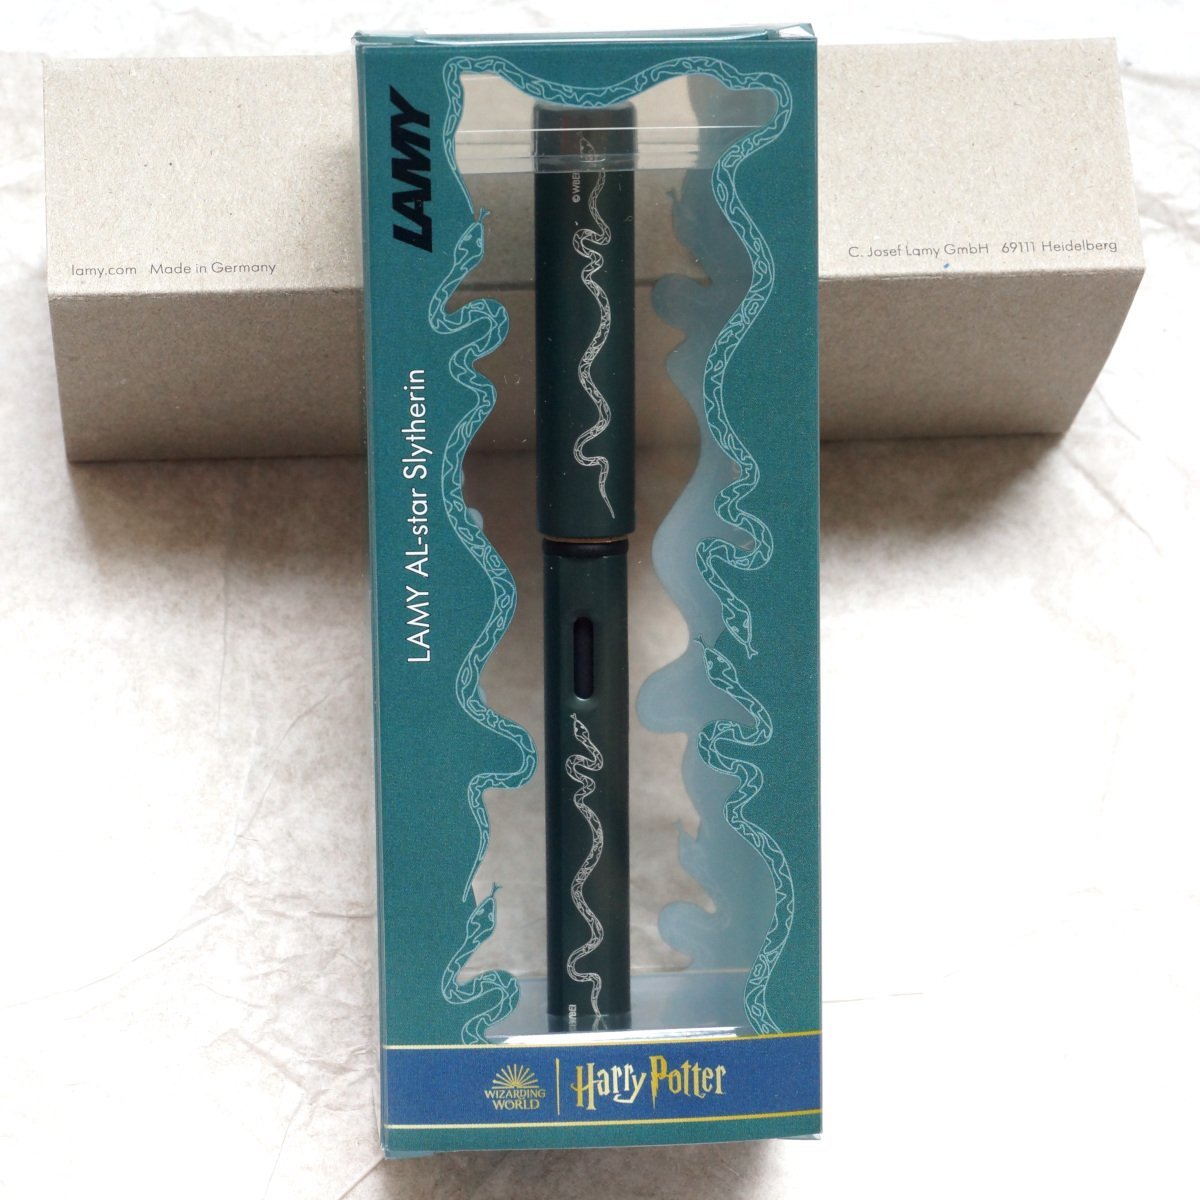 LAMY
LAMY AL-star Slytherin
lamy.com Made in Germany
C. Josef Lamy GmbH 69111 Heidelberg
WIZARDING
WORLD
Harry Potter